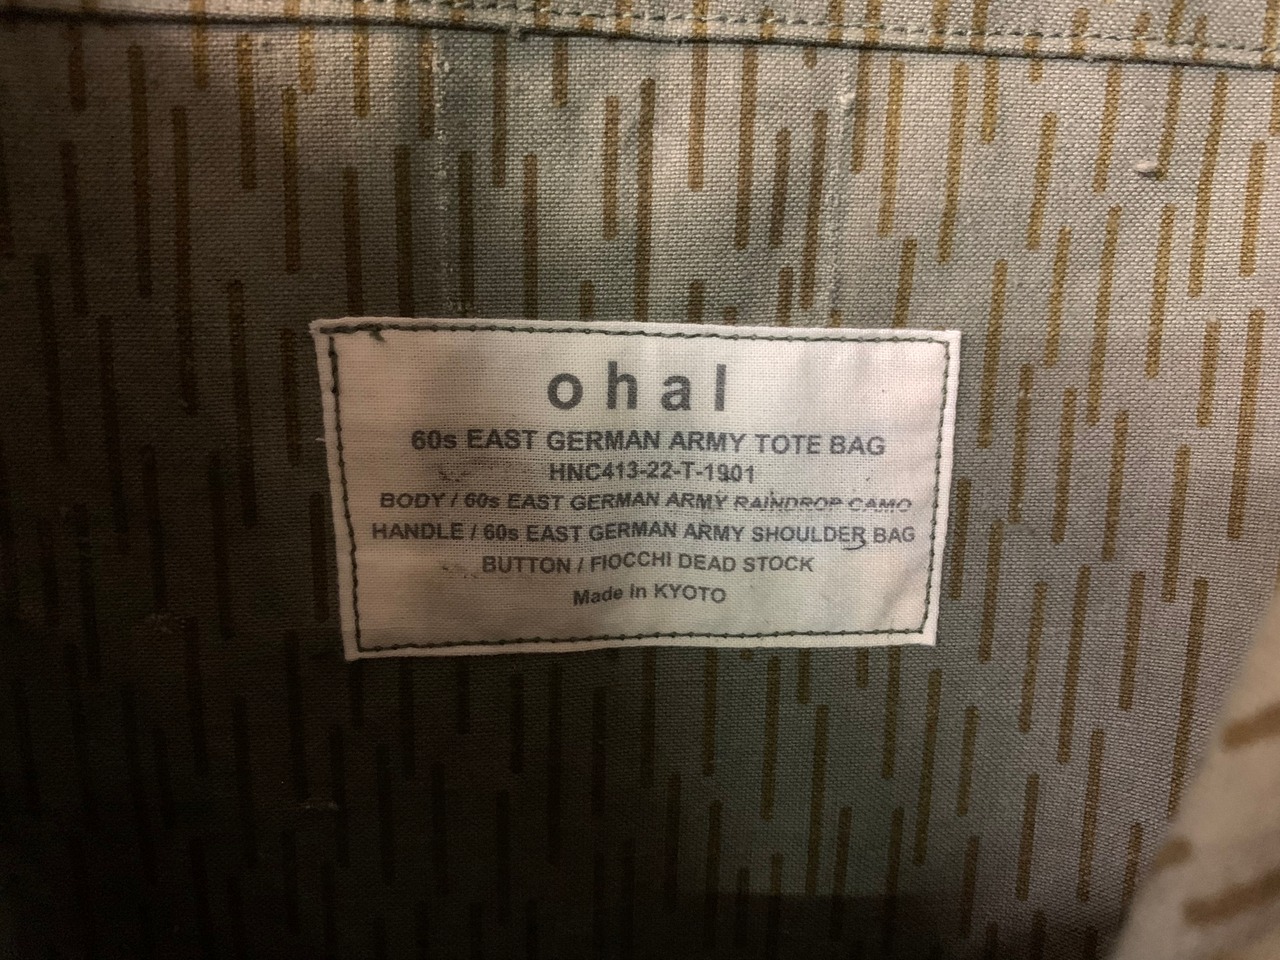 ohal
60s EAST GERMAN ARMY TOTE BAG
HNC413-22-T-1901
BODY / 60s EAST GERMAN ARMY RAINDROP CAMO
HANDLE / 60s EAST GERMAN ARMY SHOULDER BAG
BUTTON / FIOCCHI DEAD STOCK
Made in KYOTO